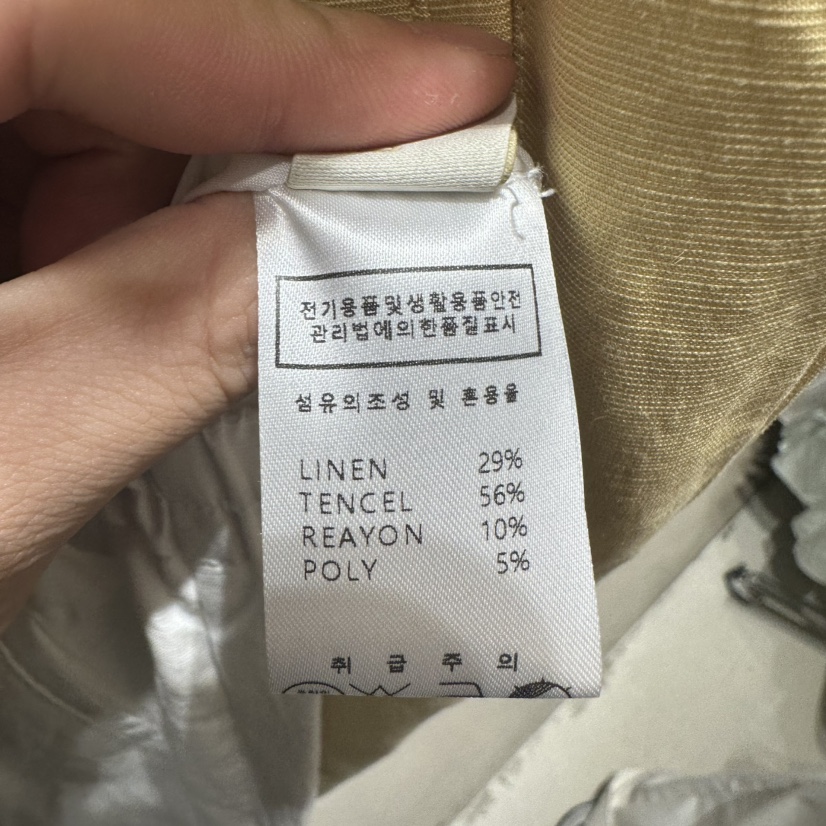 전기용품및생활용품안전
관리법에의한품질표시
섬유의조성 및 혼용율
LINEN 29%
TENCEL 56%
REAYON 10%
POLY 5%
취 급 주 의